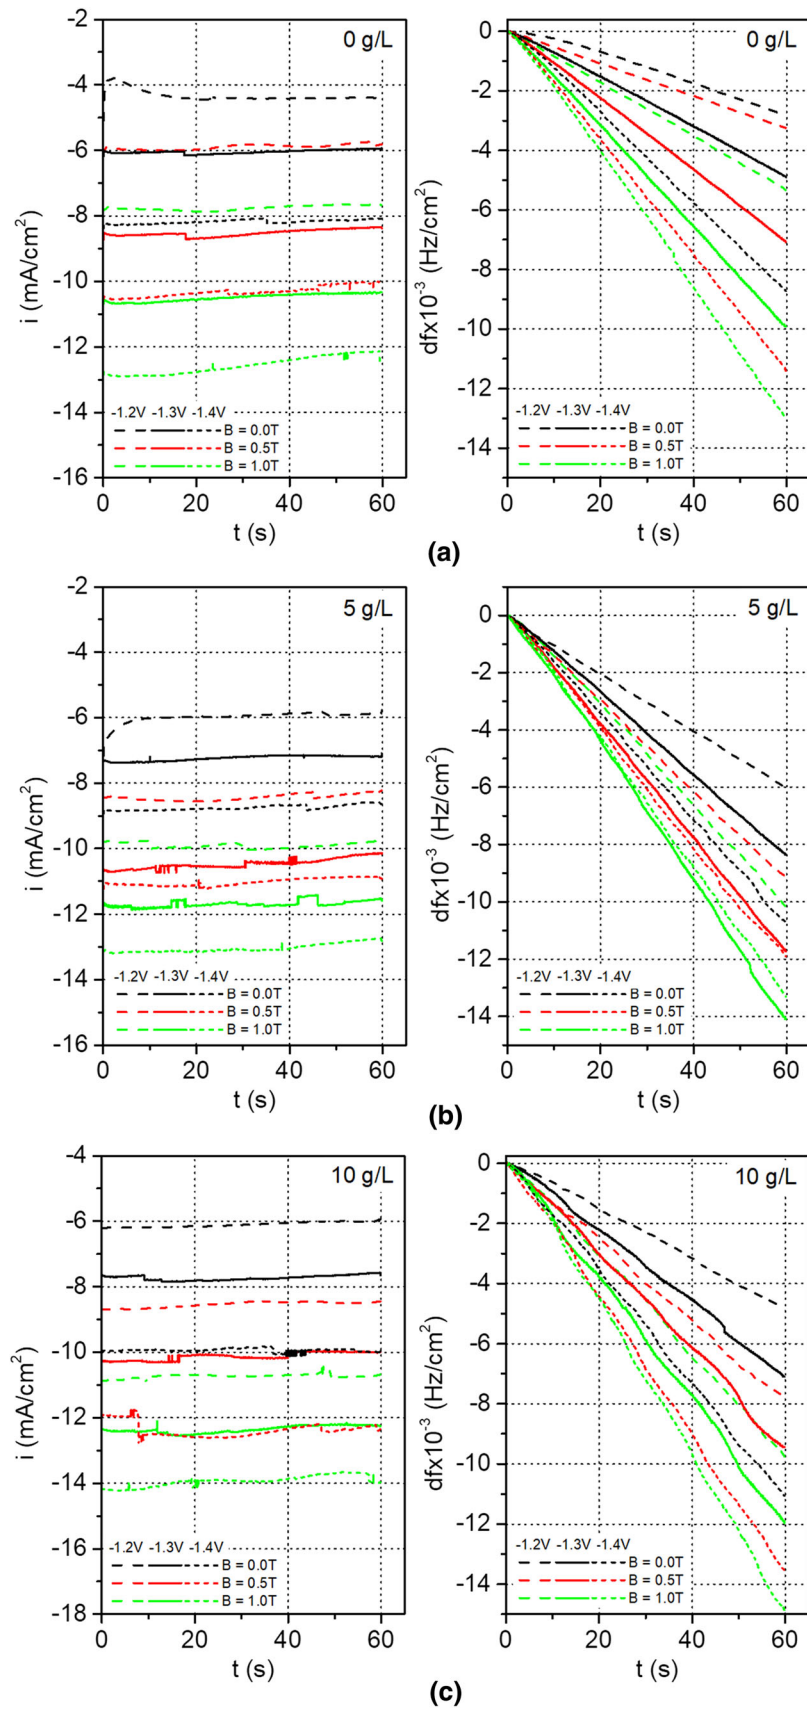 0 g/L
-2
-4
-6
-8
-10
-12
-14
-16
i (mA/cm²)
-1.2V -1.3V -1.4V
B = 0.0T
B = 0.5T
B = 1.0T
0 20 40 60
t (s)
0 g/L
0
-2
-4
-6
-8
-10
-12
-14
dfx10⁻³ (Hz/cm²)
-1.2V -1.3V -1.4V
B = 0.0T
B = 0.5T
B = 1.0T
0 20 40 60
t (s)
(a)
5 g/L
-2
-4
-6
-8
-10
-12
-14
-16
i (mA/cm²)
-1.2V -1.3V -1.4V
B = 0.0T
B = 0.5T
B = 1.0T
0 20 40 60
t (s)
5 g/L
0
-2
-4
-6
-8
-10
-12
-14
dfx10⁻³ (Hz/cm²)
-1.2V -1.3V -1.4V
B = 0.0T
B = 0.5T
B = 1.0T
0 20 40 60
t (s)
(b)
10 g/L
-4
-6
-8
-10
-12
-14
-16
-18
i (mA/cm²)
-1.2V -1.3V -1.4V
B = 0.0T
B = 0.5T
B = 1.0T
0 20 40 60
t (s)
10 g/L
0
-2
-4
-6
-8
-10
-12
-14
dfx10⁻³ (Hz/cm²)
-1.2V -1.3V -1.4V
B = 0.0T
B = 0.5T
B = 1.0T
0 20 40 60
t (s)
(c)